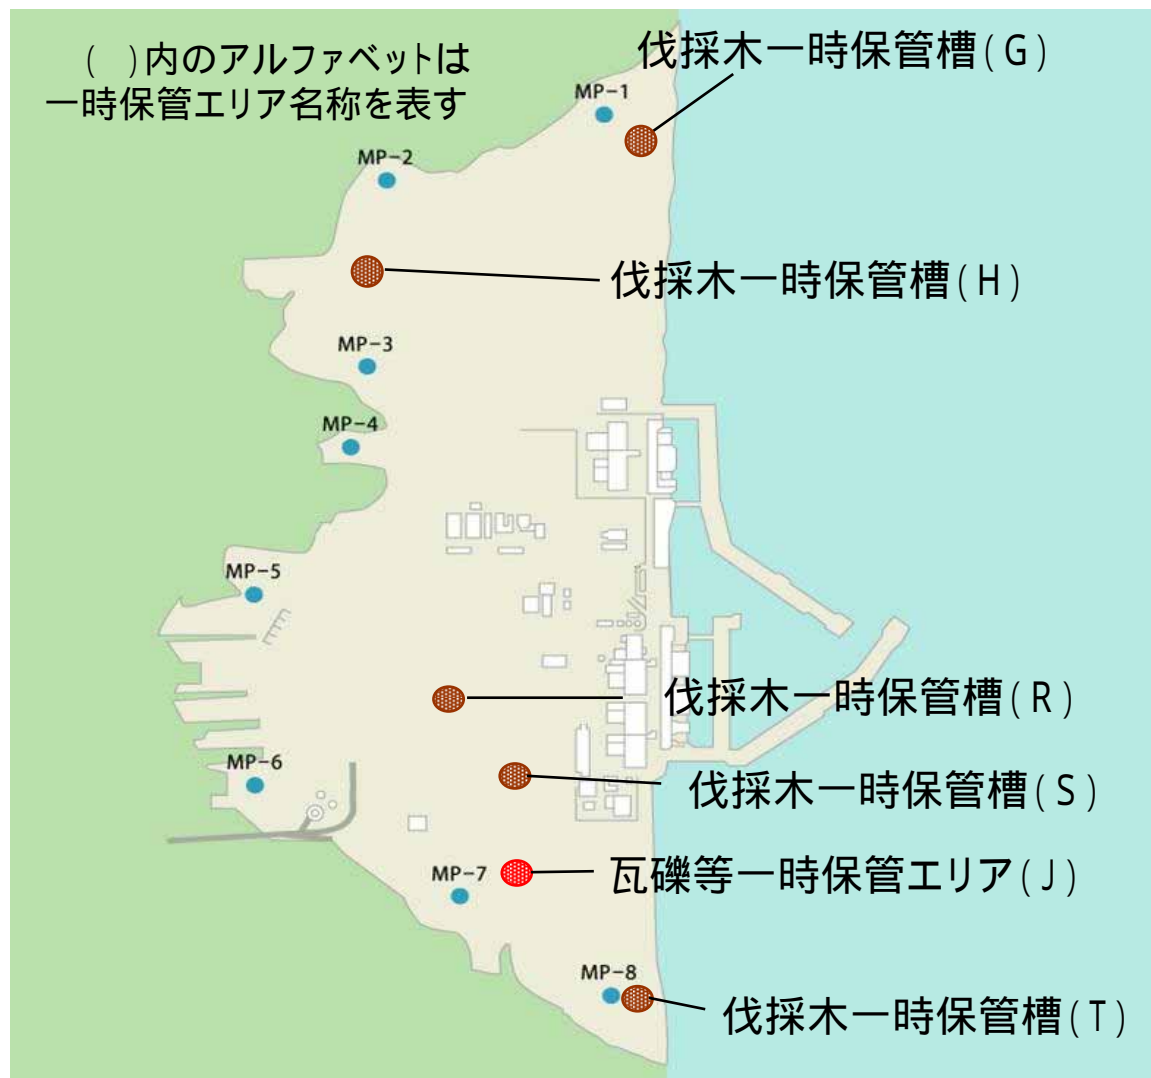 (　)内のアルファベットは
一時保管エリア名称を表す
伐採木一時保管槽(G)
MP-1
MP-2
伐採木一時保管槽(H)
MP-3
MP-4
MP-5
伐採木一時保管槽(R)
MP-6
伐採木一時保管槽(S)
MP-7
瓦礫等一時保管エリア(J)
MP-8
伐採木一時保管槽(T)